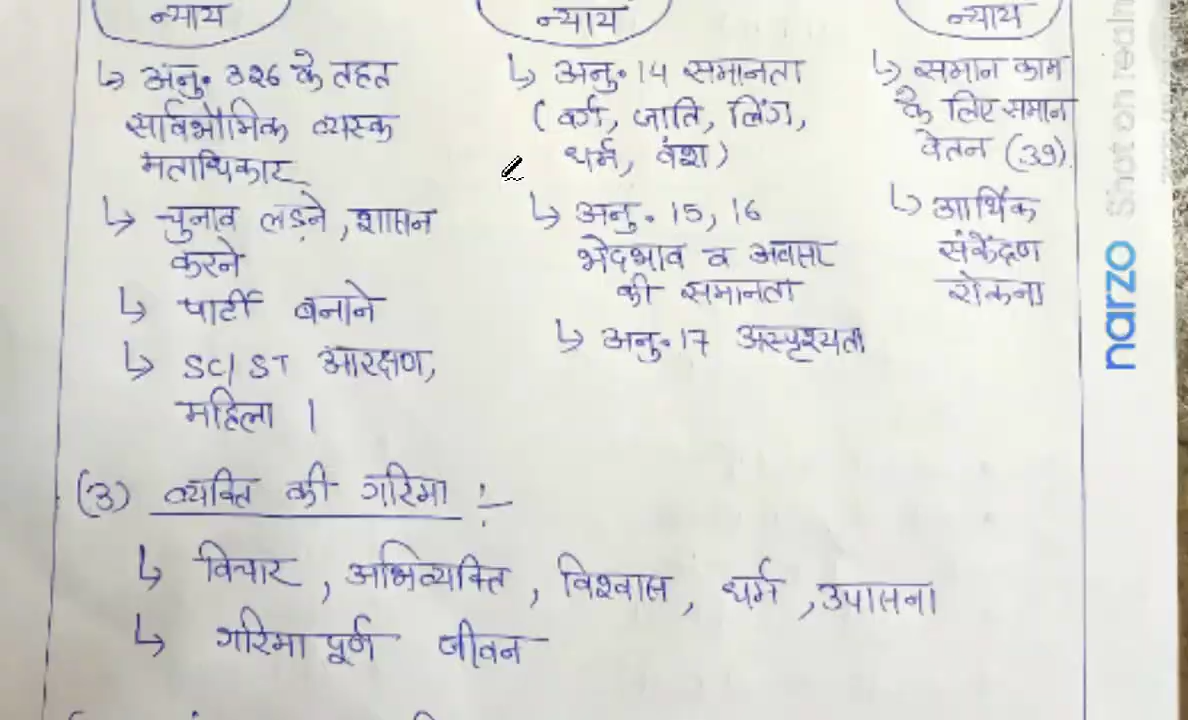 न्याय
न्याय
न्याय
↳ अनु॰ 326 के तहत
सार्वभौमिक व्यस्क
मताधिकार
↳ चुनाव लड़ने, शासन
करने
↳ पार्टी बनाने
↳ SC/ST आरक्षण,
महिला ।
↳ अनु॰ 14 समानता
(वर्ग, जाति, लिंग,
धर्म, वंश)
↳ अनु॰ 15, 16
भेदभाव व अवसर
की समानता
↳ अनु॰ 17 अस्पृश्यता
↳ समान काम
के लिए समान
वेतन (39)
↳ आर्थिक
संकेंद्रण
रोकना
(3) व्यक्ति की गरिमा :-
↳ विचार, अभिव्यक्ति, विश्वास, धर्म, उपासना
↳ गरिमा पूर्ण जीवन
narzo Shot on realm